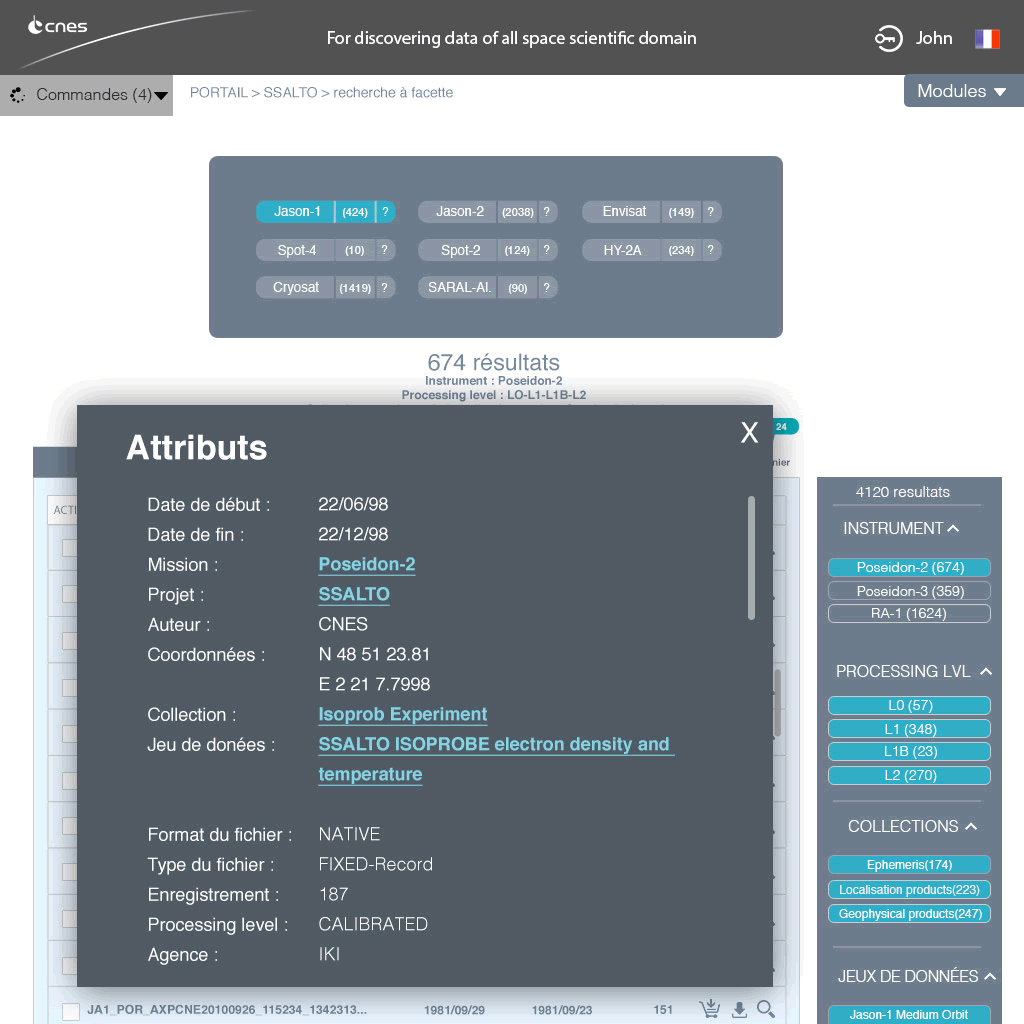 cnes
For discovering data of all space scientific domain
John
Commandes (4)
PORTAIL > SSALTO > recherche à facette
Modules
Jason-1 (424) ?
Jason-2 (2038) ?
Envisat (149) ?
Spot-4 (10) ?
Spot-2 (124) ?
HY-2A (234) ?
Cryosat (1419) ?
SARAL-Al. (90) ?
674 résultats
Instrument : Poseidon-2
Processing level : LO-L1-L1B-L2
24
nier
ACTI
Attributs
X
Date de début : 22/06/98
Date de fin : 22/12/98
Mission : Poseidon-2
Projet : SSALTO
Auteur : CNES
Coordonnées : N 48 51 23.81
E 2 21 7.7998
Collection : Isoprob Experiment
Jeu de donées : SSALTO ISOPROBE electron density and
temperature
Format du fichier : NATIVE
Type du fichier : FIXED-Record
Enregistrement : 187
Processing level : CALIBRATED
Agence : IKI
JA1_POR_AXPCNE20100926_115234_1342313... 1981/09/29 1981/09/23 151
4120 resultats
INSTRUMENT
Poseidon-2 (674)
Poseidon-3 (359)
RA-1 (1624)
PROCESSING LVL
L0 (57)
L1 (348)
L1B (23)
L2 (270)
COLLECTIONS
Ephemeris(174)
Localisation products(223)
Geophysical products(247)
JEUX DE DONNÉES
Jason-1 Medium Orbit